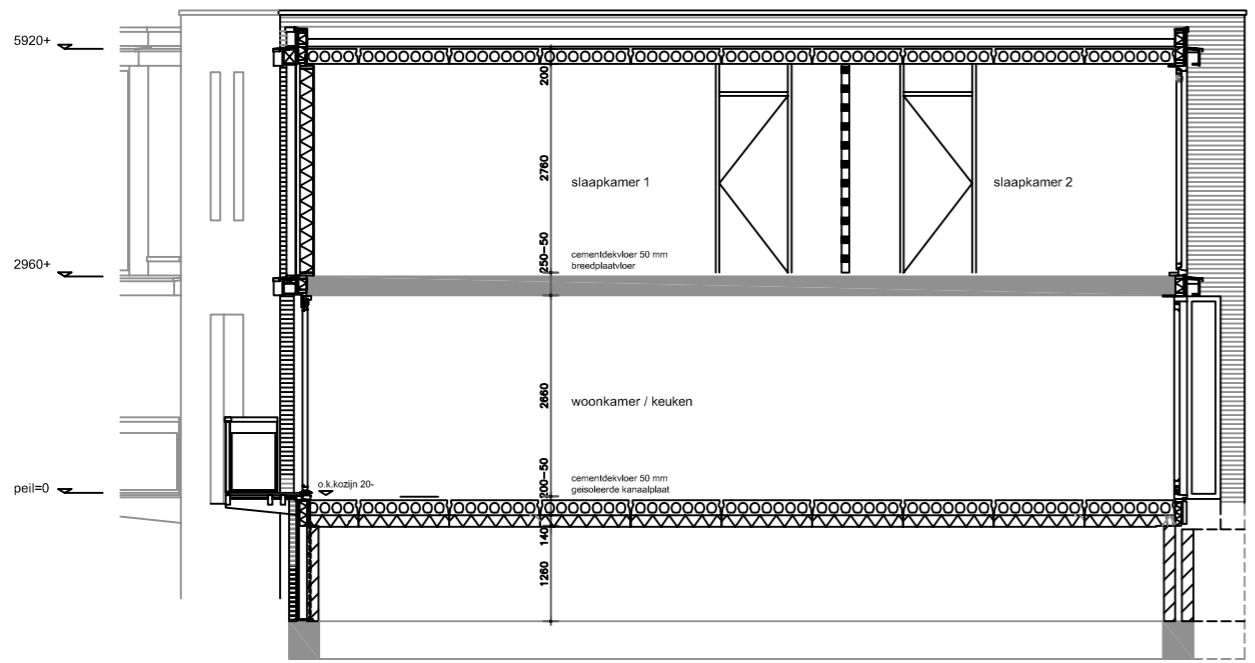 5920+
200
2760
slaapkamer 1
slaapkamer 2
250-50
cementdekvloer 50 mm
breedplaatvloer
2960+
2660
woonkamer / keuken
200-50
cementdekvloer 50 mm
geisoleerde kanaalplaat
o.k.kozijn 20-
peil=0
140
1260